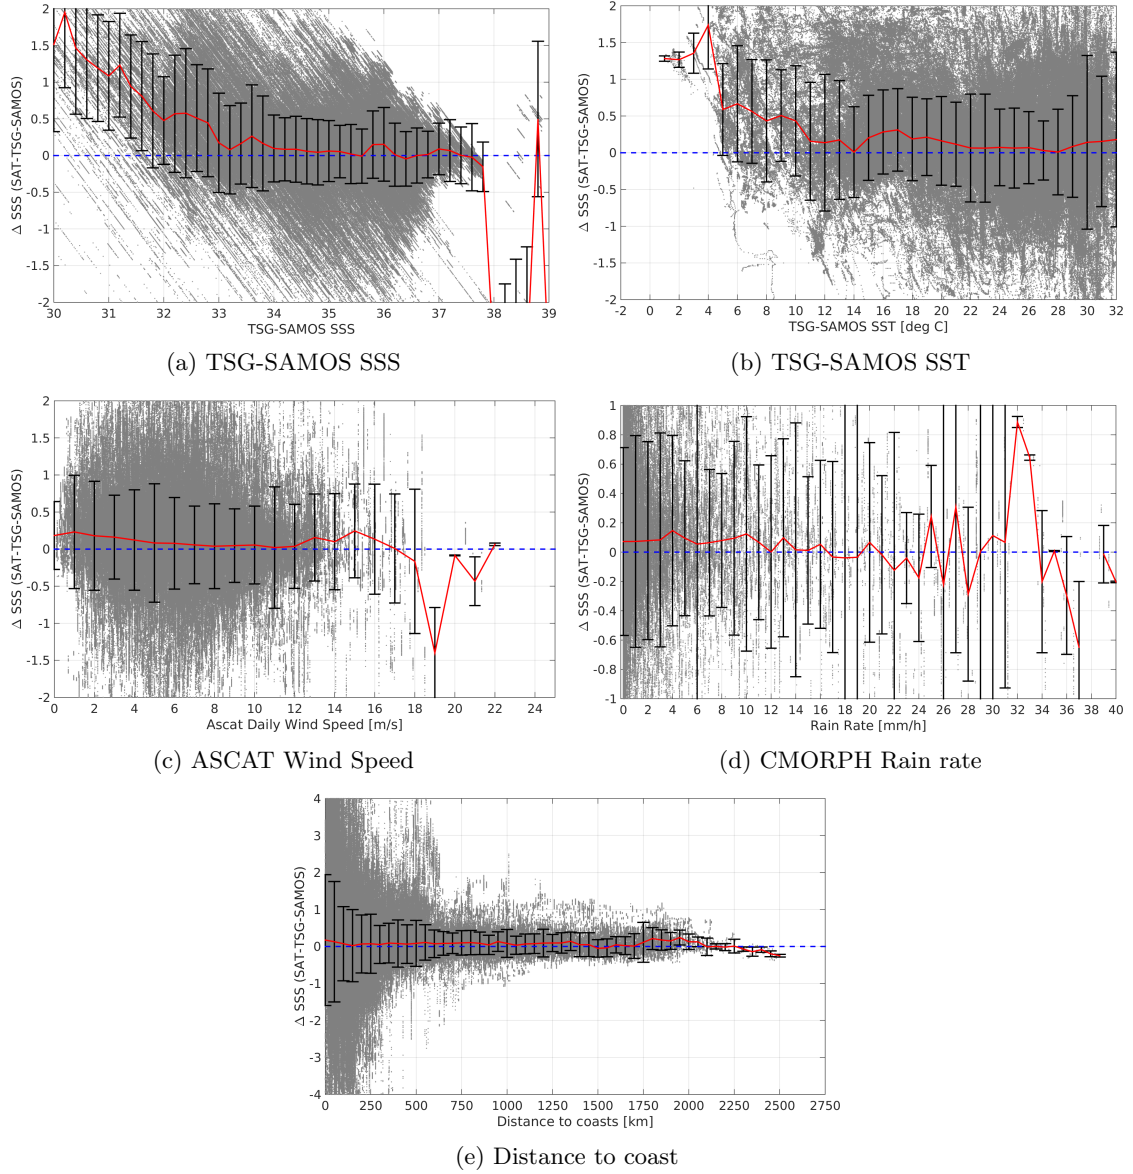 2
1.5
1
0.5
0
-0.5
-1
-1.5
-2
Δ SSS (SAT-TSG-SAMOS)
30 31 32 33 34 35 36 37 38 39
TSG-SAMOS SSS
(a) TSG-SAMOS SSS
2
1.5
1
0.5
0
-0.5
-1
-1.5
-2
Δ SSS (SAT-TSG-SAMOS)
-2 0 2 4 6 8 10 12 14 16 18 20 22 24 26 28 30 32
TSG-SAMOS SST [deg C]
(b) TSG-SAMOS SST
2
1.5
1
0.5
0
-0.5
-1
-1.5
-2
Δ SSS (SAT-TSG-SAMOS)
0 2 4 6 8 10 12 14 16 18 20 22 24
Ascat Daily Wind Speed [m/s]
(c) ASCAT Wind Speed
1
0.8
0.6
0.4
0.2
0
-0.2
-0.4
-0.6
-0.8
-1
Δ SSS (SAT-TSG-SAMOS)
0 2 4 6 8 10 12 14 16 18 20 22 24 26 28 30 32 34 36 38 40
Rain Rate [mm/h]
(d) CMORPH Rain rate
4
3
2
1
0
-1
-2
-3
-4
Δ SSS (SAT-TSG-SAMOS)
0 250 500 750 1000 1250 1500 1750 2000 2250 2500 2750
Distance to coasts [km]
(e) Distance to coast